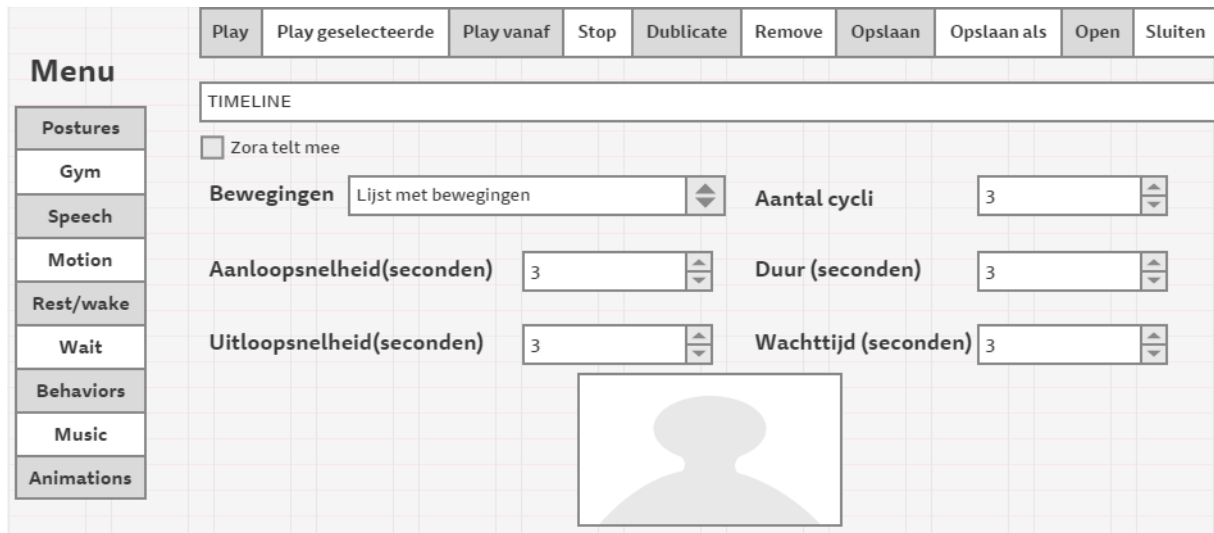 Play Play geselecteerde Play vanaf Stop Dublicate Remove Opslaan Opslaan als Open Sluiten
Menu
TIMELINE
Postures
Gym
Speech
Motion
Rest/wake
Wait
Behaviors
Music
Animations
Zora telt mee
Bewegingen Lijst met bewegingen Aantal cycli 3
Aanloopsnelheid(seconden) 3 Duur (seconden) 3
Uitloopsnelheid(seconden) 3 Wachttijd (seconden) 3